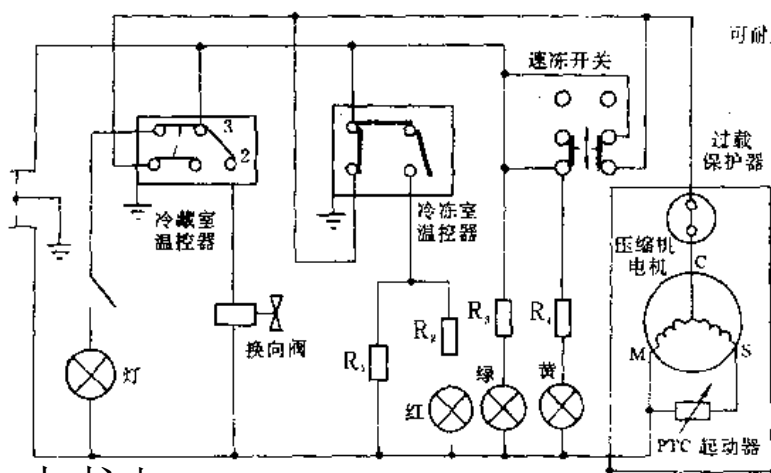 可耐
速冻开关
3
2
过载
保护器
冷藏室
温控器
冷冻室
温控器
压缩机
电机
C
换向阀
R₃
R₄
R₂
R₁
M
S
灯
红
绿
黄
PTC 起动器